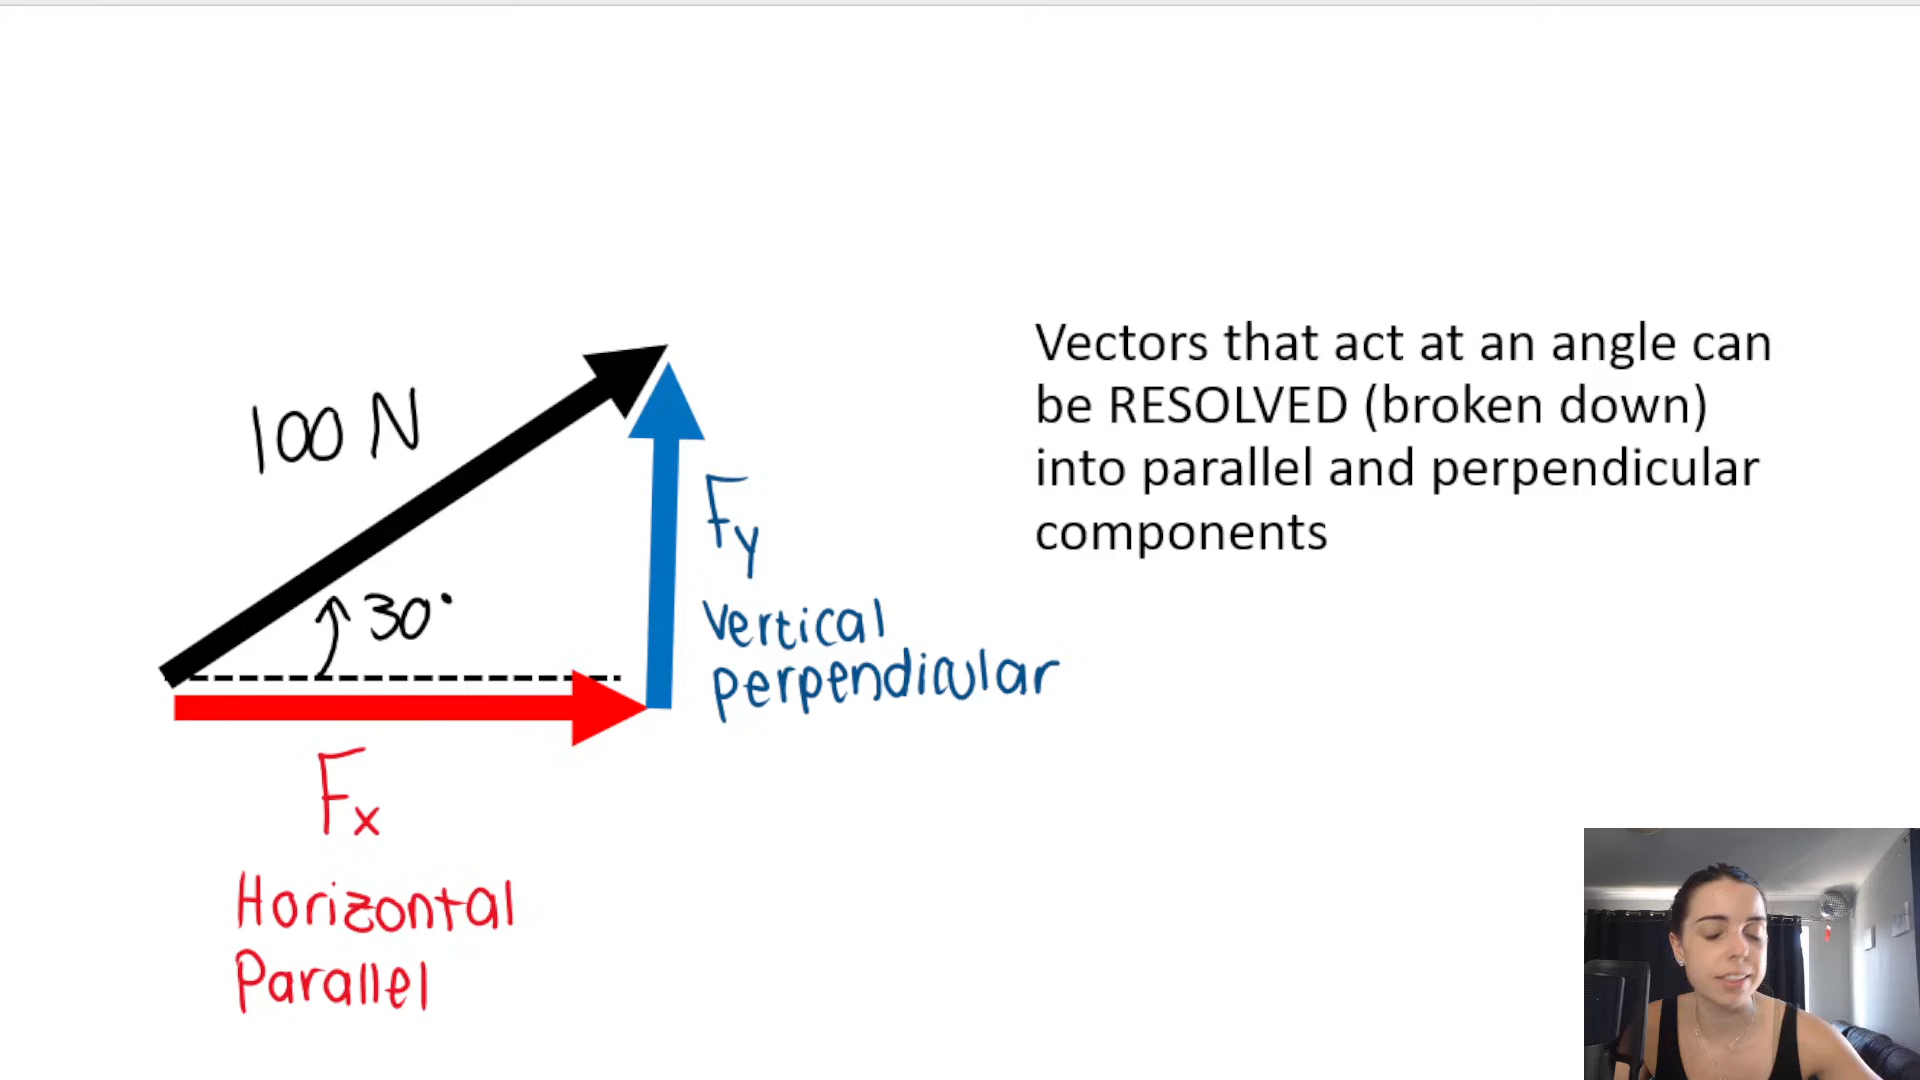 100 N
30°
Fy
Vertical
perpendicular
Fx
Horizontal
Parallel
Vectors that act at an angle can
be RESOLVED (broken down)
into parallel and perpendicular
components